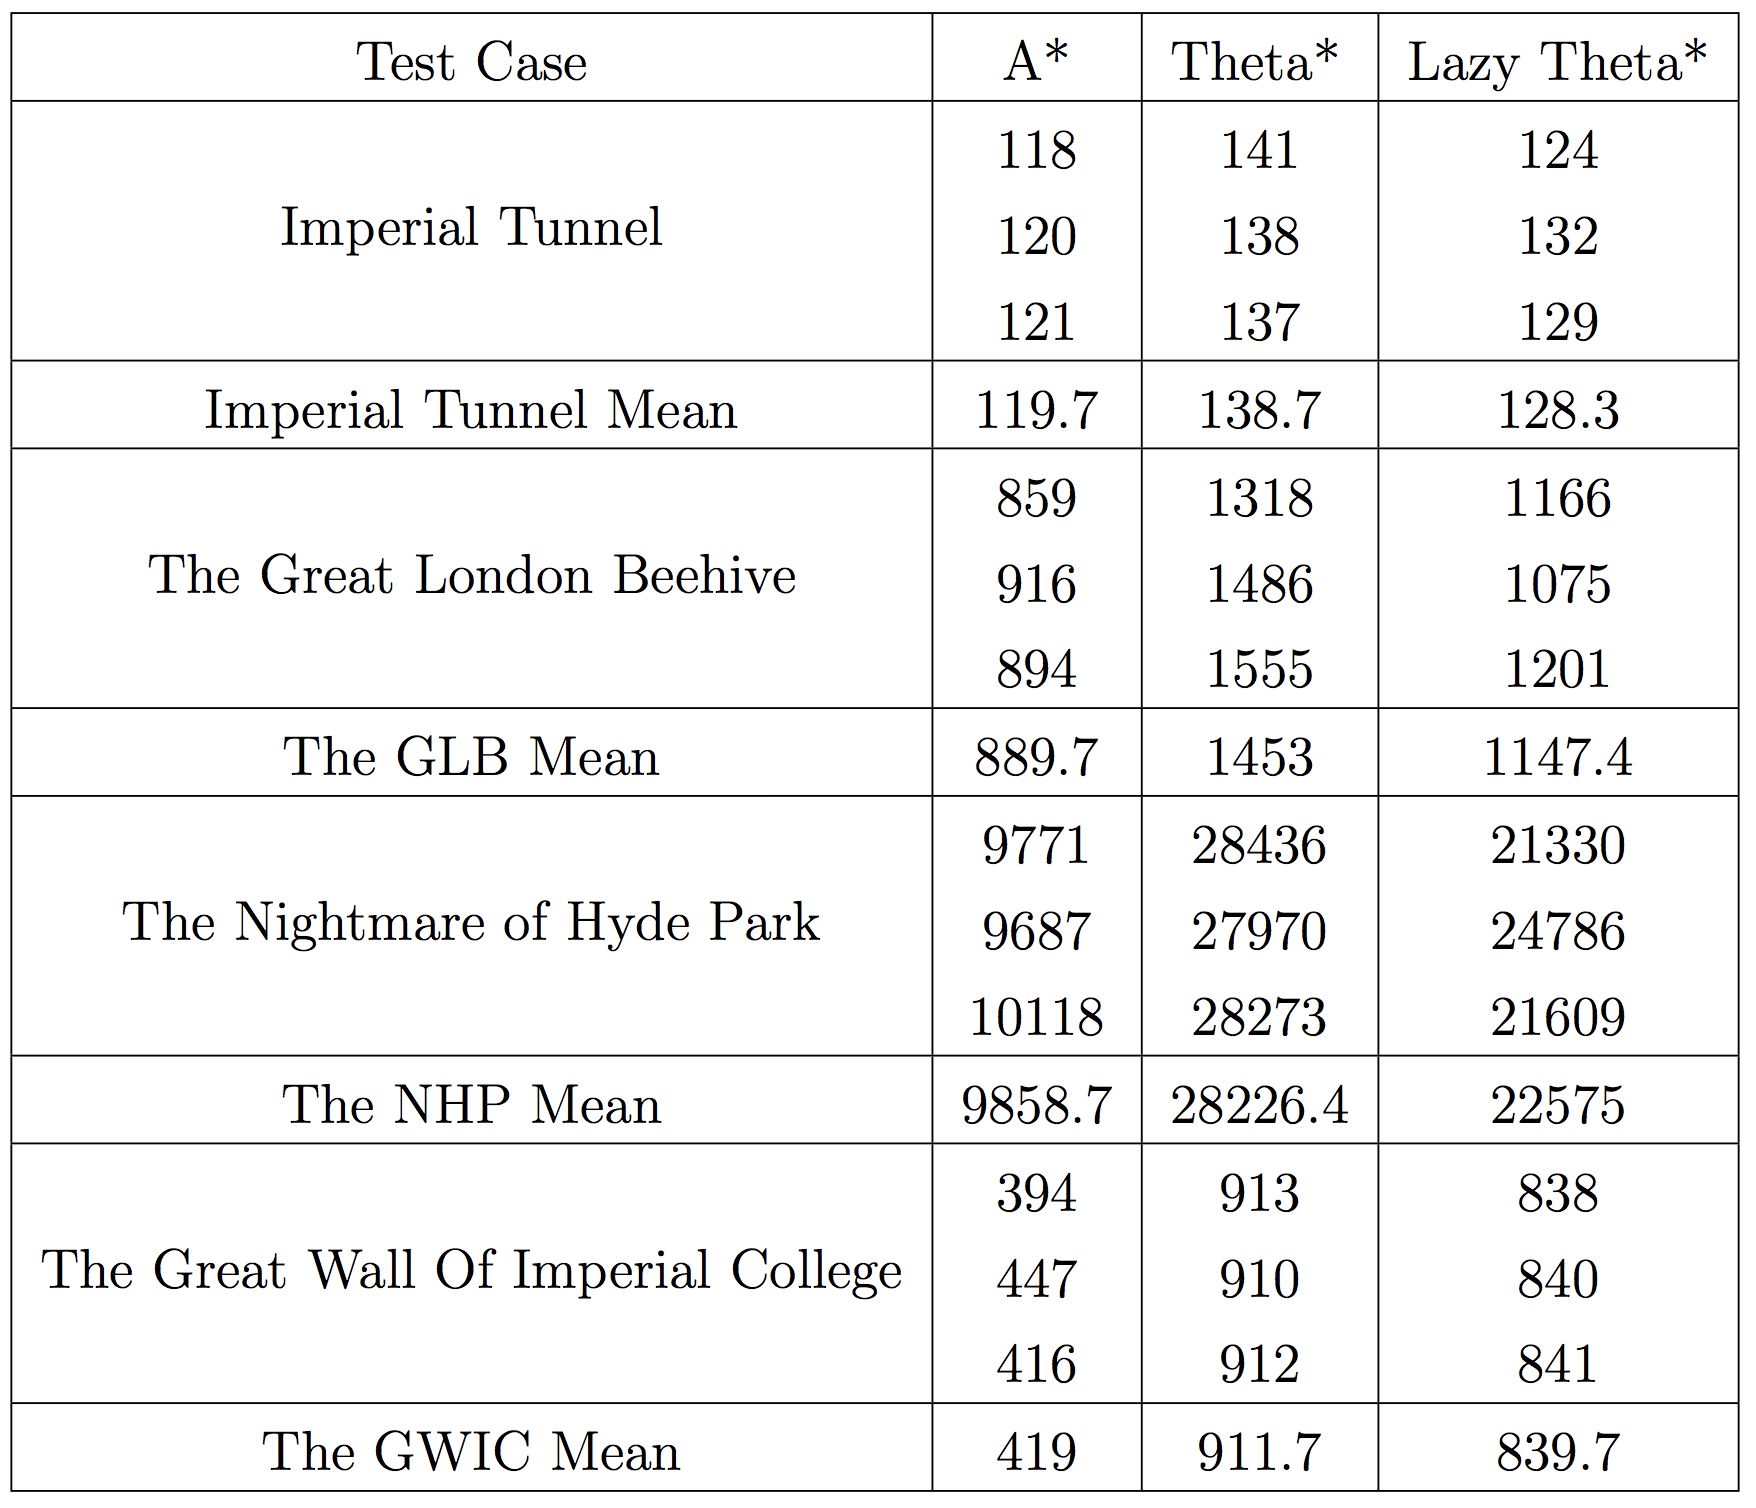 Test Case A* Theta* Lazy Theta*
118 141 124
Imperial Tunnel 120 138 132
121 137 129
Imperial Tunnel Mean 119.7 138.7 128.3
859 1318 1166
The Great London Beehive 916 1486 1075
894 1555 1201
The GLB Mean 889.7 1453 1147.4
9771 28436 21330
The Nightmare of Hyde Park 9687 27970 24786
10118 28273 21609
The NHP Mean 9858.7 28226.4 22575
394 913 838
The Great Wall Of Imperial College 447 910 840
416 912 841
The GWIC Mean 419 911.7 839.7